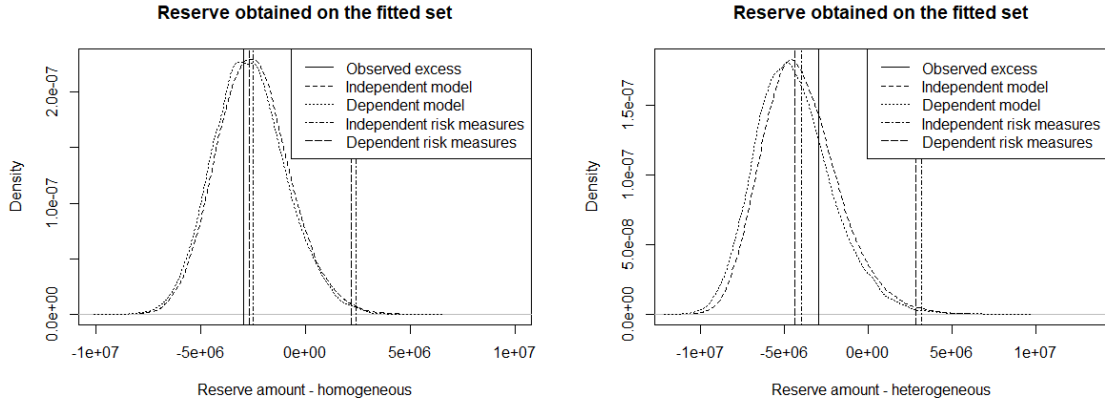 Reserve obtained on the fitted set
Observed excess
Independent model
Dependent model
Independent risk measures
Dependent risk measures
Density
0.0e+00
1.0e-07
2.0e-07
-1e+07
-5e+06
0e+00
5e+06
1e+07
Reserve amount - homogeneous
Reserve obtained on the fitted set
Observed excess
Independent model
Dependent model
Independent risk measures
Dependent risk measures
Density
0.0e+00
5.0e-08
1.0e-07
1.5e-07
-1e+07
-5e+06
0e+00
5e+06
1e+07
Reserve amount - heterogeneous